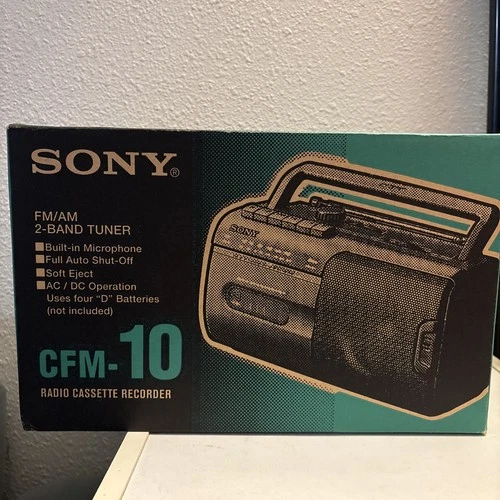 SONY®
FM/AM
2-BAND TUNER
Built-in Microphone
Full Auto Shut-Off
Soft Eject
AC / DC Operation
Uses four “D” Batteries
(not included)
CFM-10
RADIO CASSETTE RECORDER
SONY